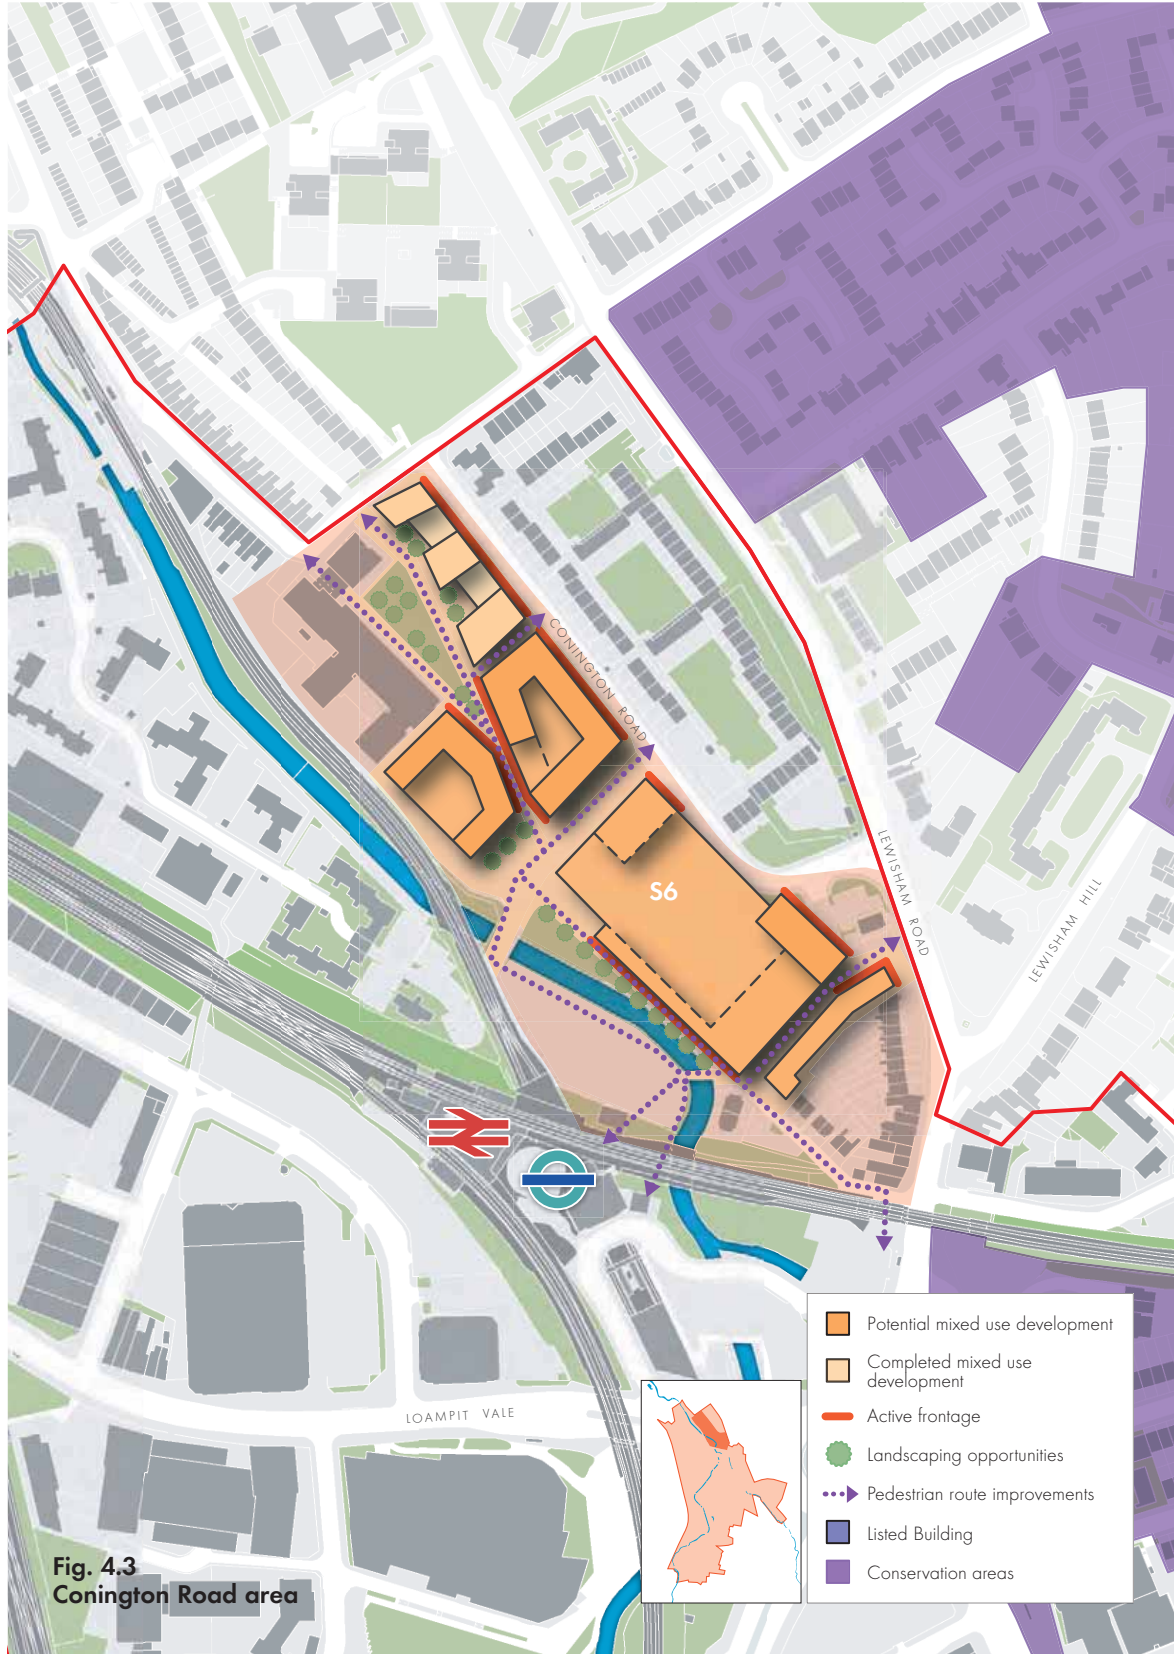 CONINGTON ROAD
S6
LEWISHAM ROAD
LEWISHAM HILL
LOAMPIT VALE
Potential mixed use development
Completed mixed use
development
Active frontage
Landscaping opportunities
Pedestrian route improvements
Listed Building
Conservation areas
Fig. 4.3
Conington Road area